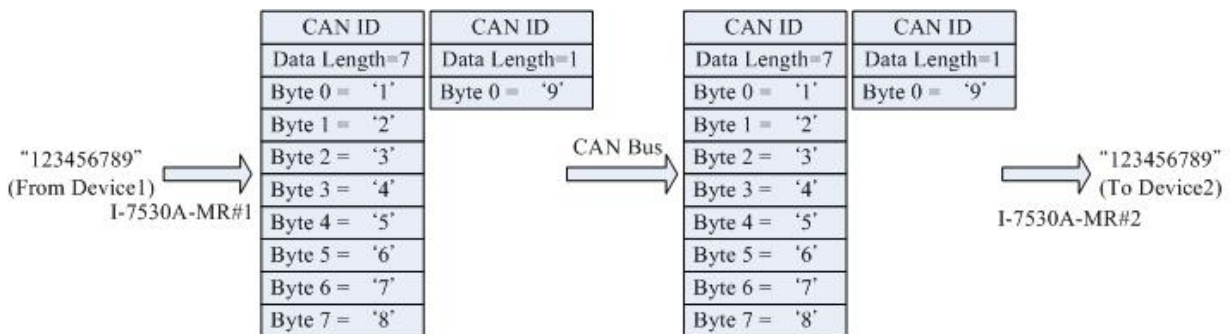 "123456789"
(From Device1)
I-7530A-MR#1
CAN ID
Data Length=7
Byte 0 = '1'
Byte 1 = '2'
Byte 2 = '3'
Byte 3 = '4'
Byte 4 = '5'
Byte 5 = '6'
Byte 6 = '7'
Byte 7 = '8'
CAN ID
Data Length=1
Byte 0 = '9'
CAN Bus
CAN ID
Data Length=7
Byte 0 = '1'
Byte 1 = '2'
Byte 2 = '3'
Byte 3 = '4'
Byte 4 = '5'
Byte 5 = '6'
Byte 6 = '7'
Byte 7 = '8'
CAN ID
Data Length=1
Byte 0 = '9'
"123456789"
(To Device2)
I-7530A-MR#2